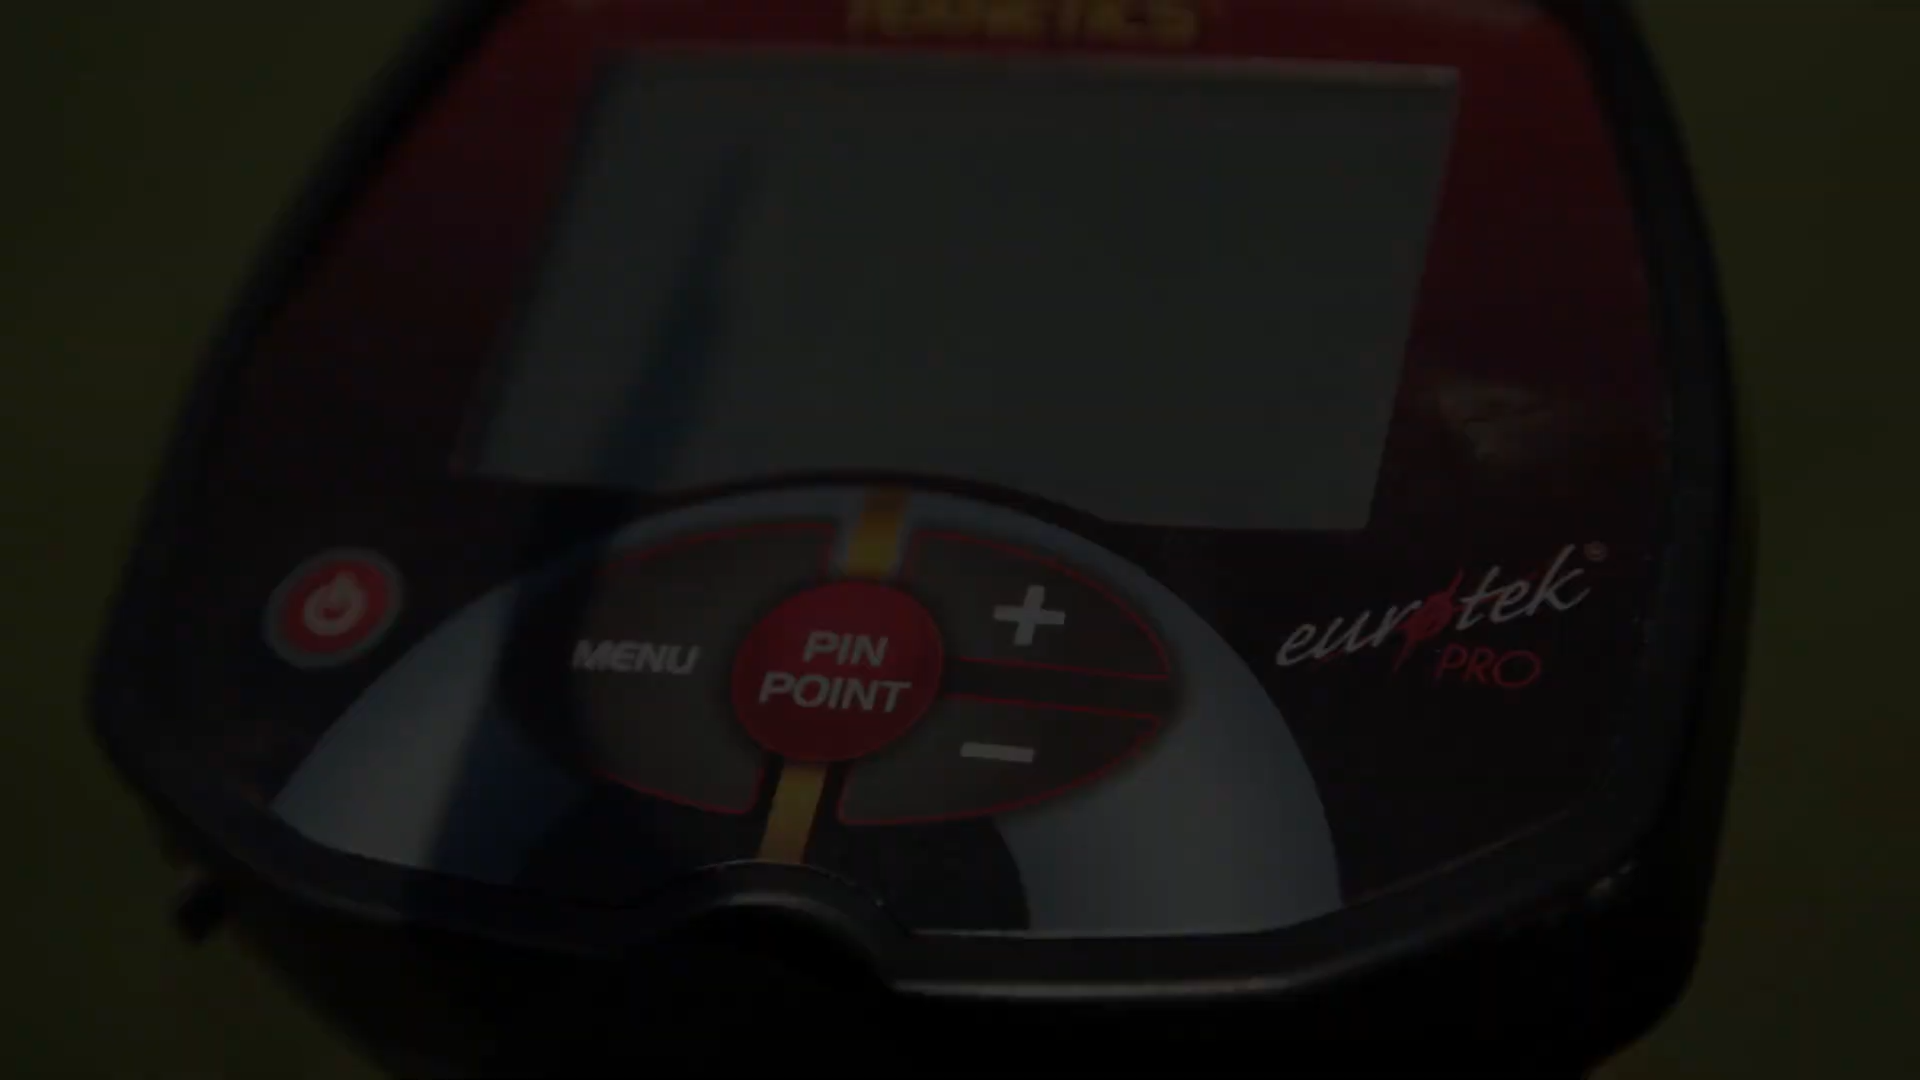 MENU
PIN
POINT
+
−
eurotek®
PRO